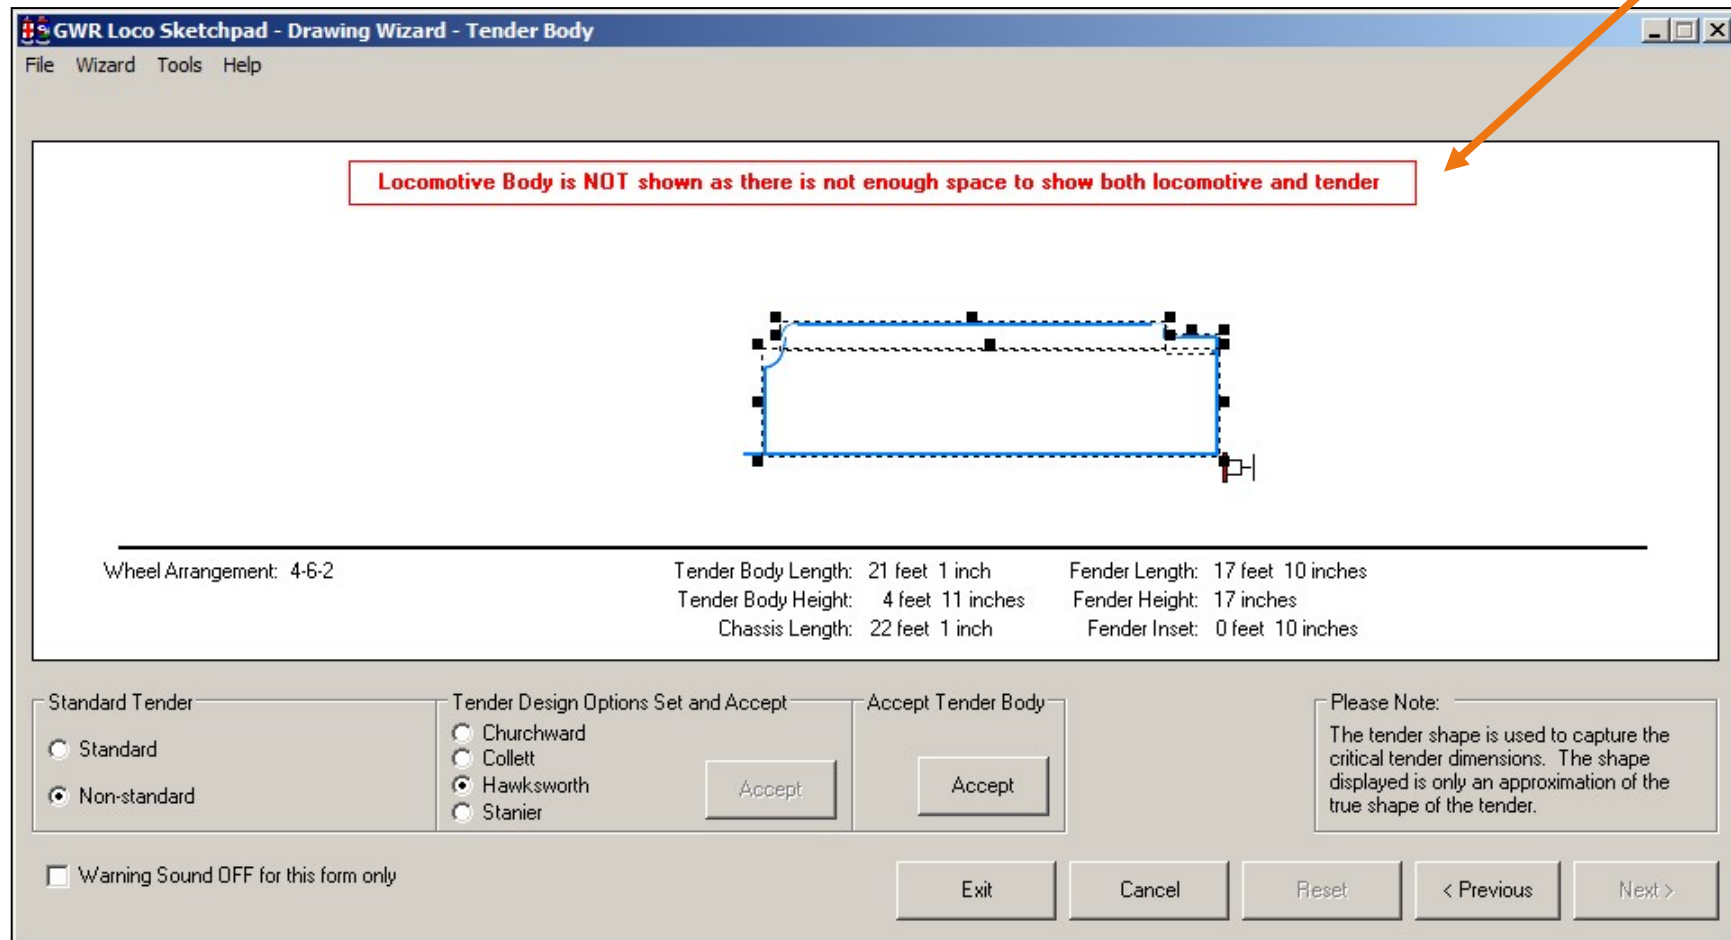 GWR Loco Sketchpad - Drawing Wizard - Tender Body
File Wizard Tools Help
Locomotive Body is NOT shown as there is not enough space to show both locomotive and tender
Wheel Arrangement: 4-6-2
Tender Body Length: 21 feet 1 inch
Fender Length: 17 feet 10 inches
Tender Body Height: 4 feet 11 inches
Fender Height: 17 inches
Chassis Length: 22 feet 1 inch
Fender Inset: 0 feet 10 inches
Standard Tender
Standard
Non-standard
Tender Design Options Set and Accept
Churchward
Collett
Hawksworth
Stanier
Accept
Accept Tender Body
Accept
Please Note:
The tender shape is used to capture the
critical tender dimensions. The shape
displayed is only an approximation of the
true shape of the tender.
Warning Sound OFF for this form only
Exit
Cancel
Reset
< Previous
Next >